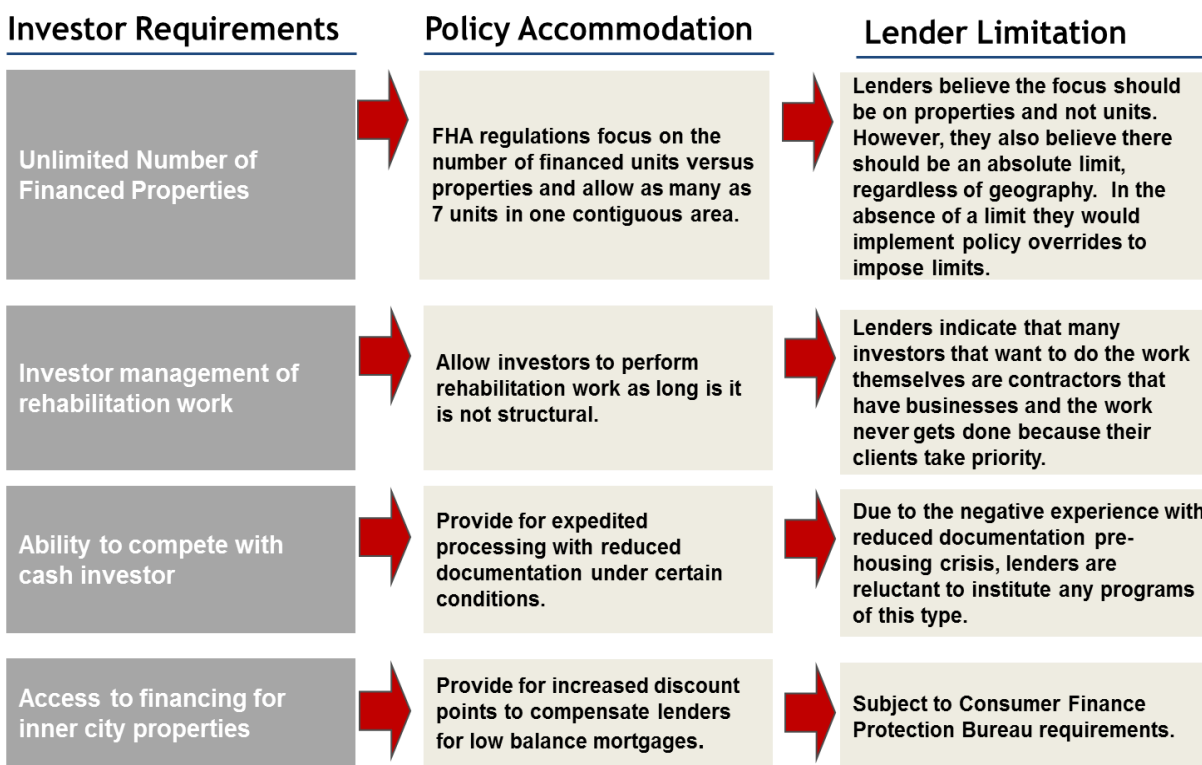 Investor Requirements
Policy Accommodation
Lender Limitation
Unlimited Number of
Financed Properties
FHA regulations focus on the
number of financed units versus
properties and allow as many as
7 units in one contiguous area.
Lenders believe the focus should
be on properties and not units.
However, they also believe there
should be an absolute limit,
regardless of geography. In the
absence of a limit they would
implement policy overrides to
impose limits.
Investor management of
rehabilitation work
Allow investors to perform
rehabilitation work as long is it
is not structural.
Lenders indicate that many
investors that want to do the work
themselves are contractors that
have businesses and the work
never gets done because their
clients take priority.
Ability to compete with
cash investor
Provide for expedited
processing with reduced
documentation under certain
conditions.
Due to the negative experience with
reduced documentation pre-
housing crisis, lenders are
reluctant to institute any programs
of this type.
Access to financing for
inner city properties
Provide for increased discount
points to compensate lenders
for low balance mortgages.
Subject to Consumer Finance
Protection Bureau requirements.